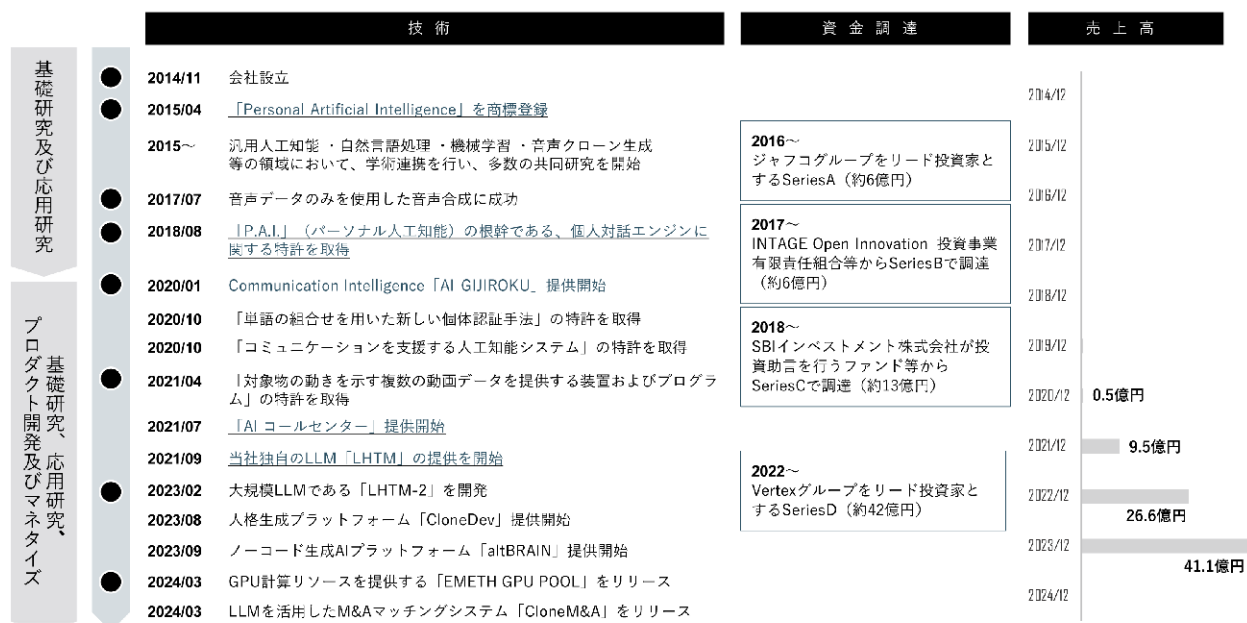 技術
資金調達
売上高
基礎研究及び応用研究
基礎研究、応用研究、
プロダクト開発及びマネタイズ
2014/11 会社設立
2015/04 「Personal Artificial Intelligence」を商標登録
2015～ 汎用人工知能・自然言語処理・機械学習・音声クローン生成
等の領域において、学術連携を行い、多数の共同研究を開始
2017/07 音声データのみを使用した音声合成に成功
2018/08 「P.A.I.」（パーソナル人工知能）の根幹である、個人対話エンジンに
関する特許を取得
2020/01 Communication Intelligence「AI GIJIROKU」提供開始
2020/10 「単語の組合せを用いた新しい個体認証手法」の特許を取得
2020/10 「コミュニケーションを支援する人工知能システム」の特許を取得
2021/04 「対象物の動きを示す複数の動画データを提供する装置およびプログラ
ム」の特許を取得
2021/07 「AI コールセンター」提供開始
2021/09 当社独自のLLM「LHTM」の提供を開始
2023/02 大規模LLMである「LHTM-2」を開発
2023/08 人格生成プラットフォーム「CloneDev」提供開始
2023/09 ノーコード生成AIプラットフォーム「altBRAIN」提供開始
2024/03 GPU計算リソースを提供する「EMETH GPU POOL」をリリース
2024/03 LLMを活用したM&Aマッチングシステム「CloneM&A」をリリース
2016～
ジャフコグループをリード投資家と
するSeriesA（約6億円）
2017～
INTAGE Open Innovation 投資事業
有限責任組合等からSeriesBで調達
（約6億円）
2018～
SBIインベストメント株式会社が投
資助言を行うファンド等から
SeriesCで調達（約13億円）
2022～
Vertexグループをリード投資家と
するSeriesD（約42億円）
2014/12
2015/12
2016/12
2017/12
2018/12
2019/12
2020/12 0.5億円
2021/12 9.5億円
2022/12
26.6億円
2023/12
41.1億円
2024/12